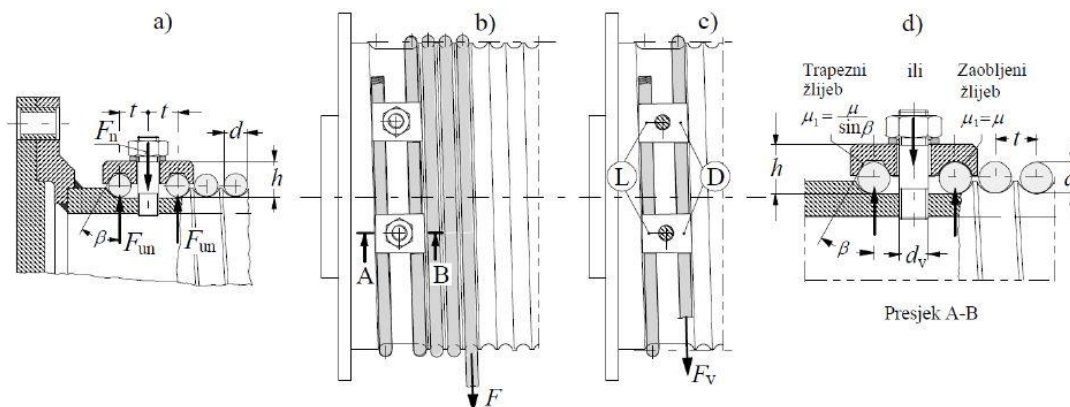 a)
b)
c)
d)
t
t
F_n
d
h
β
F_un
F_un
A
B
F
L
D
F_v
Trapezni žlijeb
ili
Zaobljeni žlijeb
μ₁ = μ/sinβ
μ₁ = μ
t
h
β
d_v
Presjek A-B